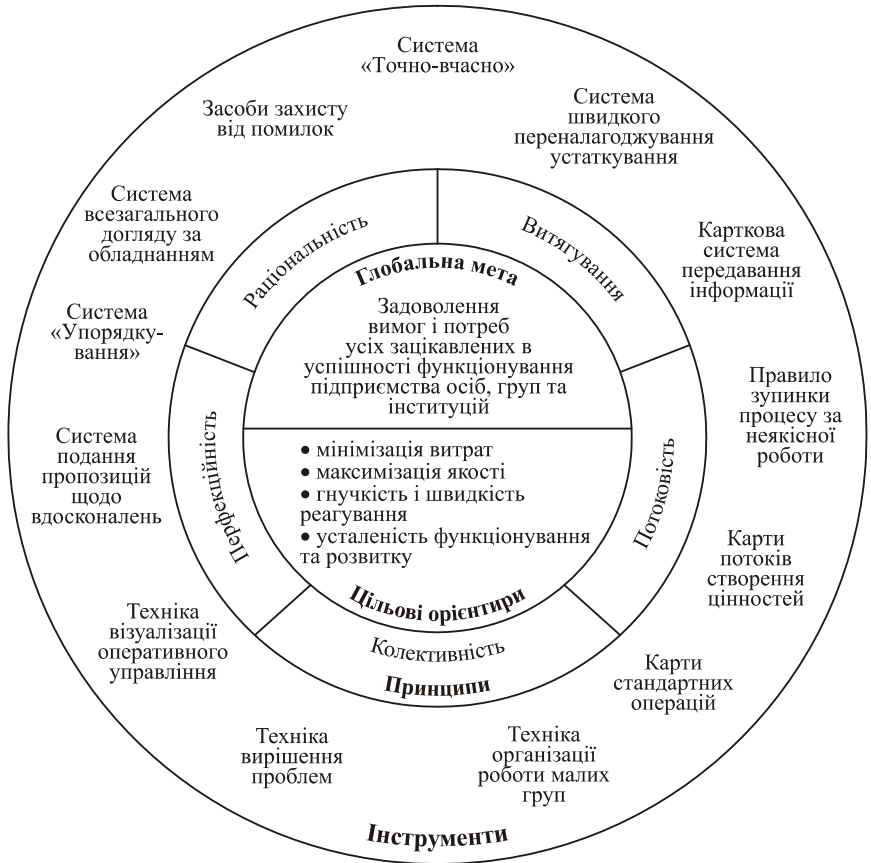 Система
«Точно-вчасно»
Засоби захисту
від помилок
Система
швидкого
переналагоджування
устаткування
Система
всезагального
догляду за
обладнанням
Карткова
система
передавання
інформації
Система
«Упорядку-
вання»
Правило
зупинки
процесу за
неякісної
роботи
Система
подання
пропозицій
щодо
вдосконалень
Карти
потоків
створення
цінностей
Техніка
візуалізації
оперативного
управління
Карти
стандартних
операцій
Техніка
вирішення
проблем
Техніка
організації
роботи малих
груп
Інструменти
Раціональність
Витягування
Перфекційність
Потоковість
Колективність
Принципи
Глобальна мета
Задоволення
вимог і потреб
усіх зацікавлених в
успішності функціонування
підприємства осіб, груп та
інституцій
• мінімізація витрат
• максимізація якості
• гнучкість і швидкість
реагування
• усталеність функціонування
та розвитку
Цільові орієнтири